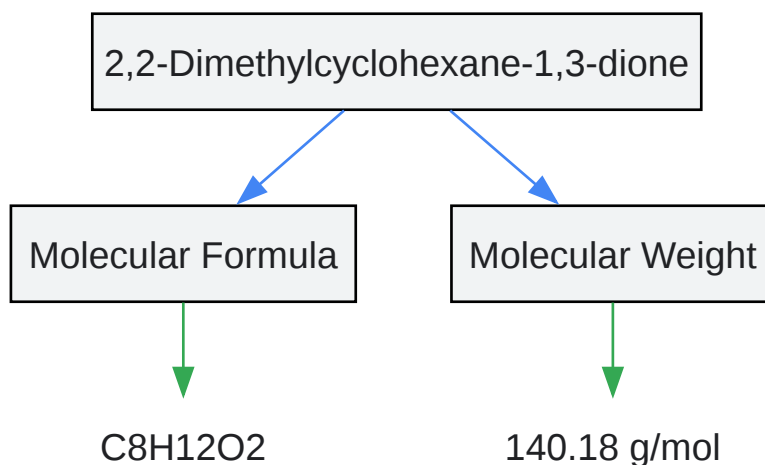 2,2-Dimethylcyclohexane-1,3-dione
Molecular Formula
Molecular Weight
C8H12O2
140.18 g/mol